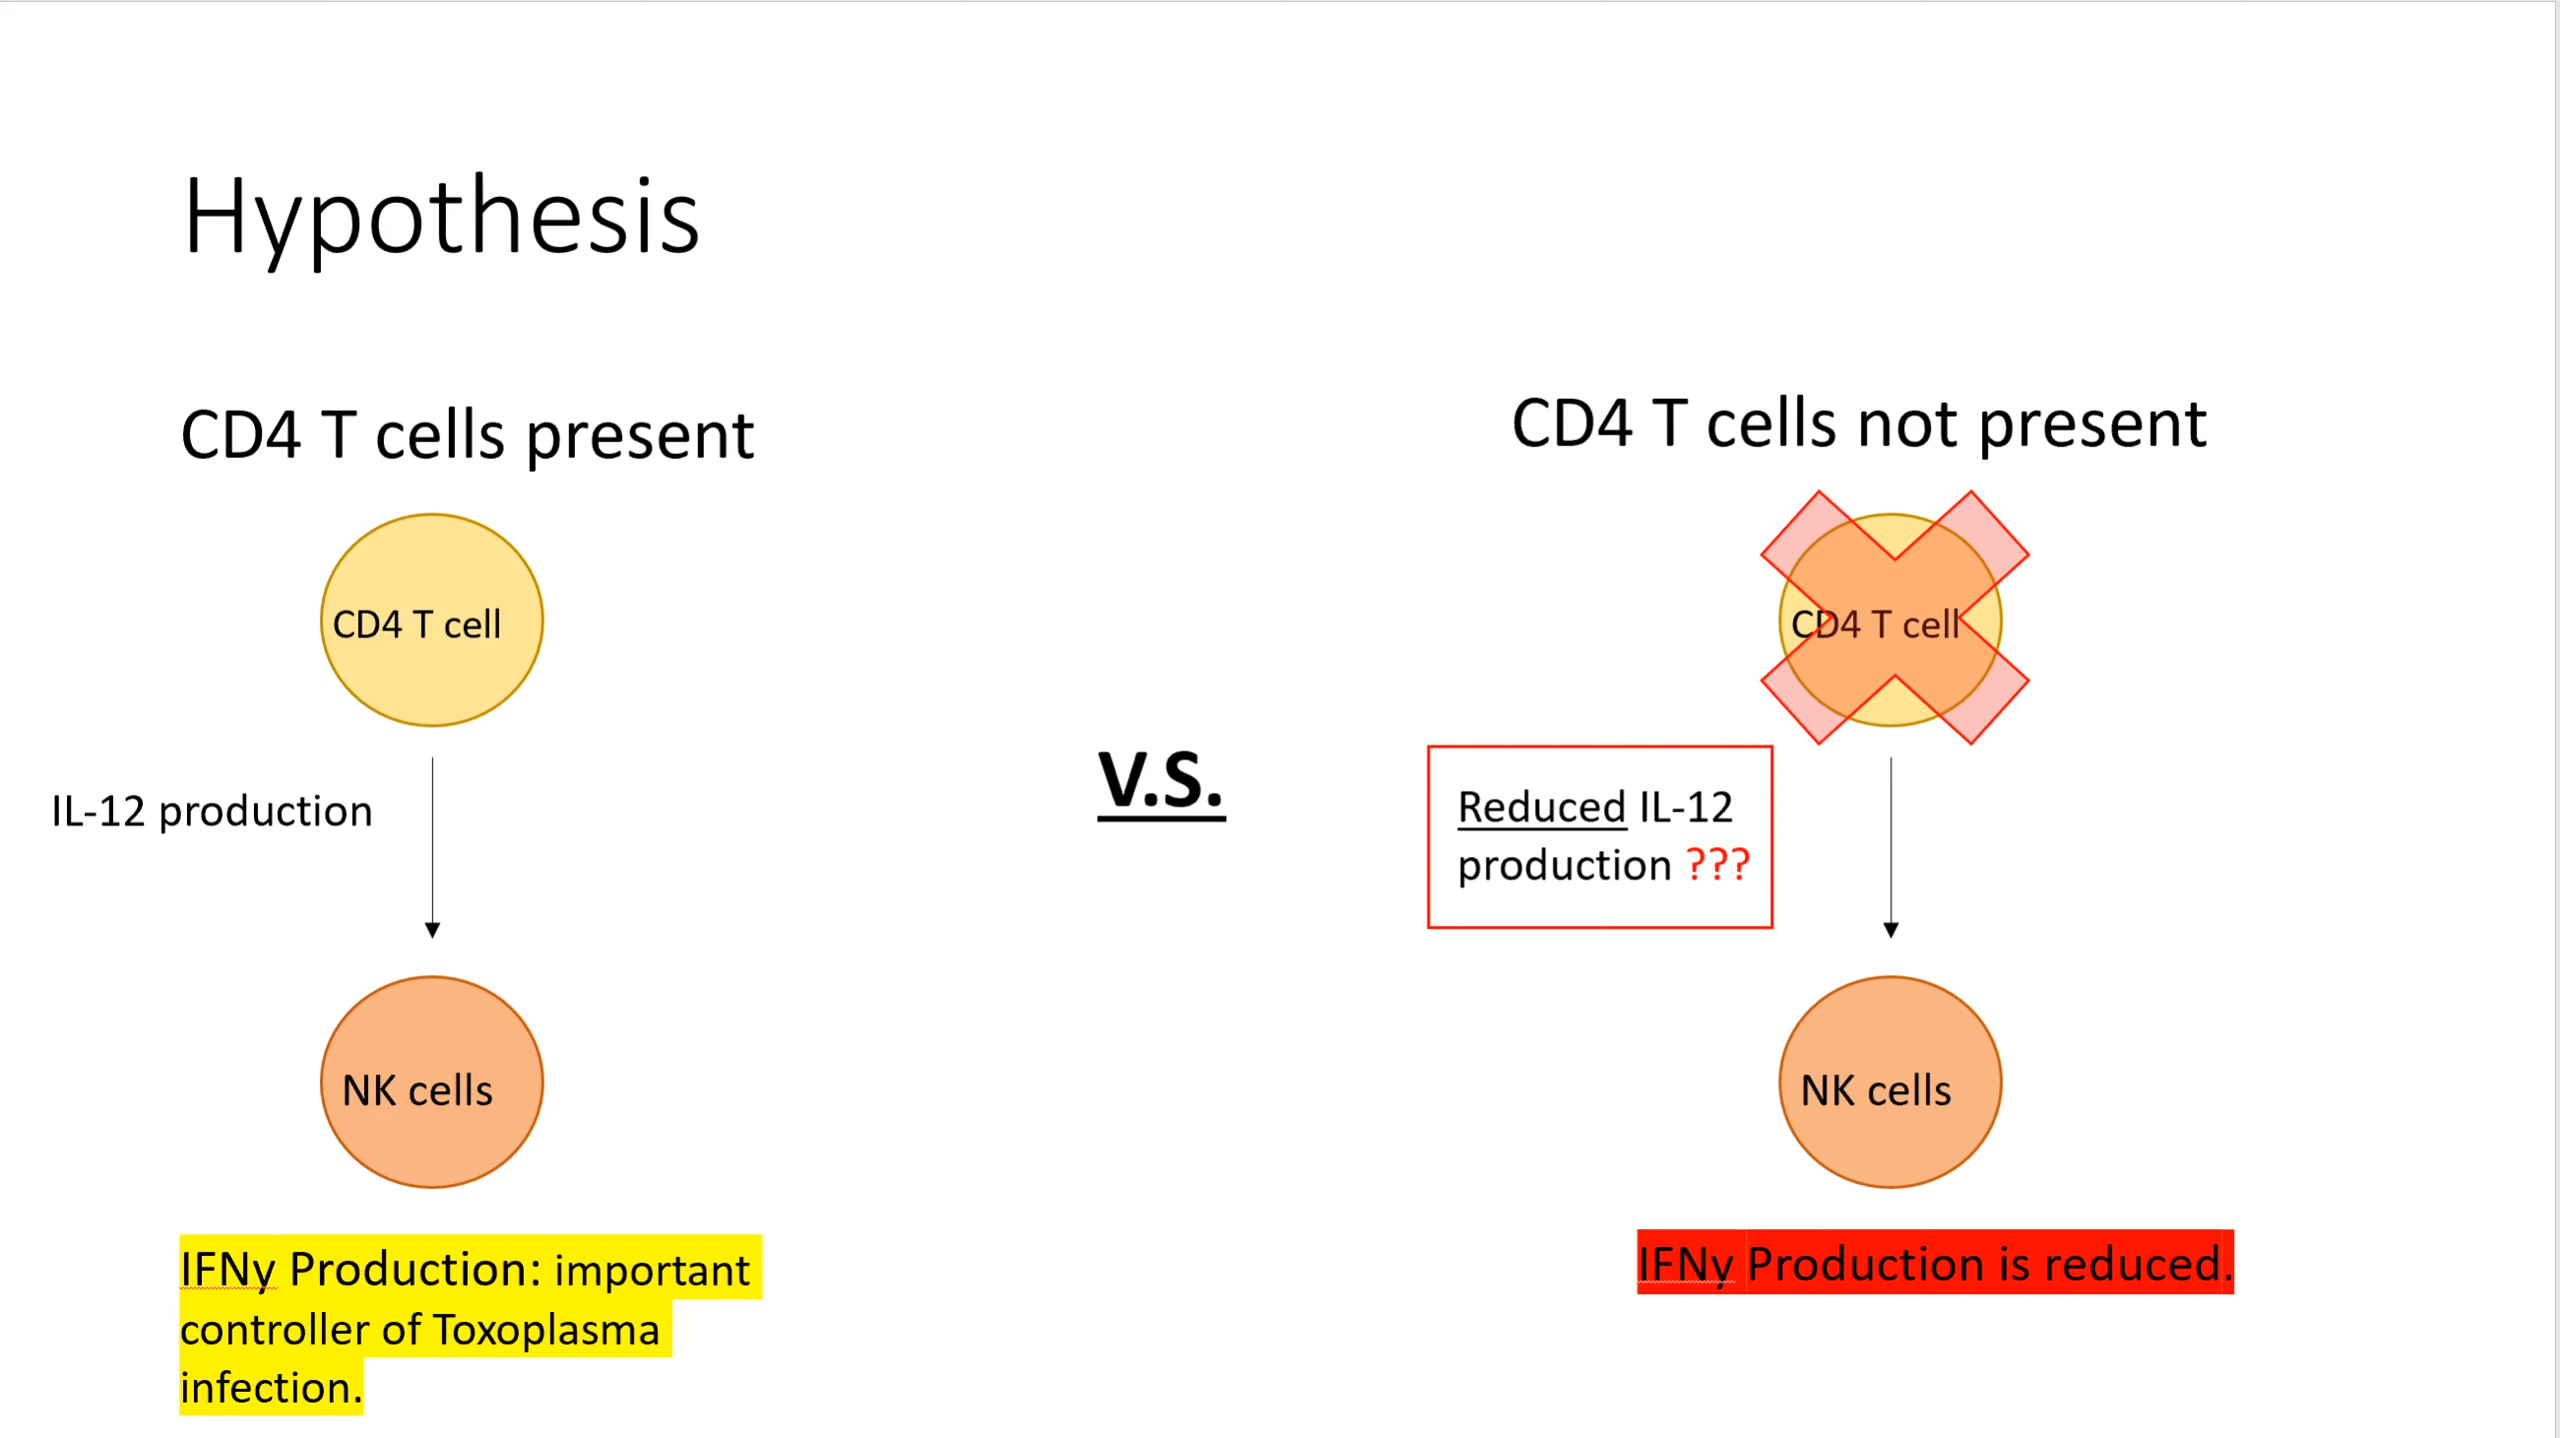 Hypothesis
CD4 T cells present
CD4 T cell
IL-12 production
NK cells
IFNy Production: important
controller of Toxoplasma
infection.
V.S.
CD4 T cells not present
CD4 T cell
Reduced IL-12
production ???
NK cells
IFNy Production is reduced.